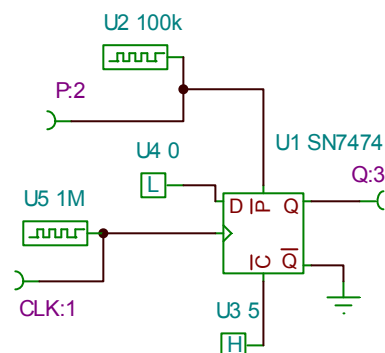 U2 100k
P:2
U4 0
U1 SN7474
Q:3
L
D P Q
U5 1M
C Q
CLK:1
U3 5
H